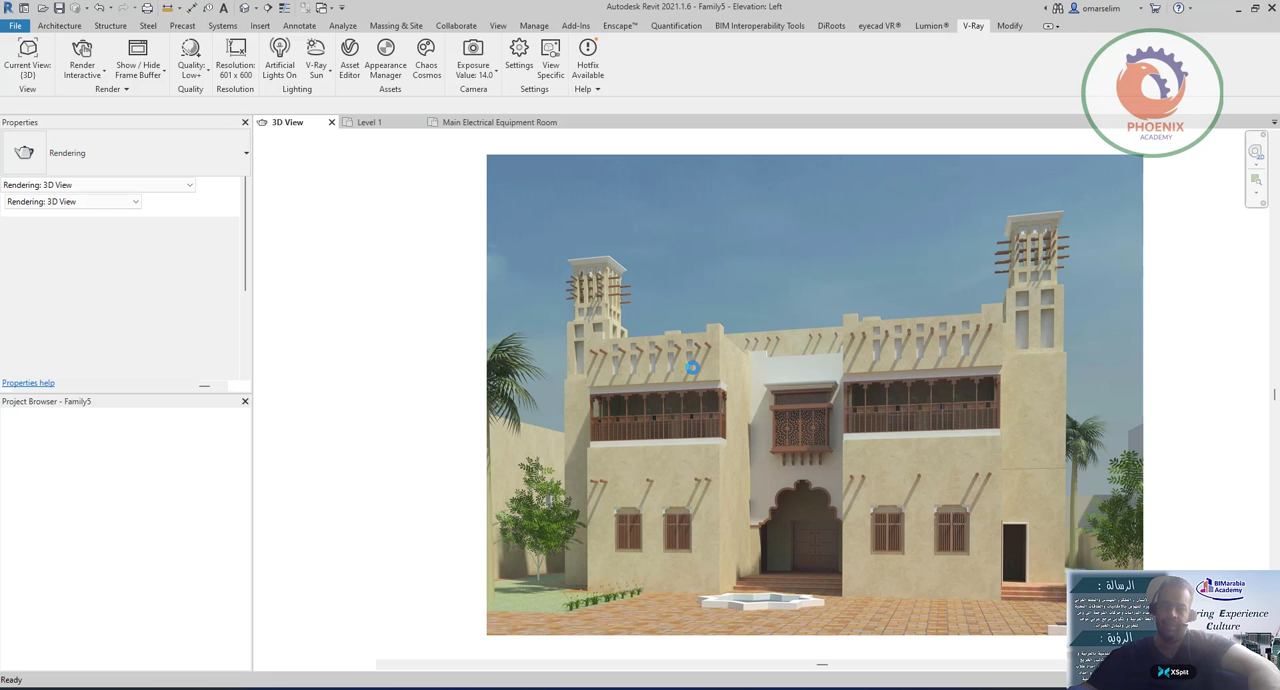 Autodesk Revit 2021.1.6 - Family5 - Elevation: Left
omarselim
File Architecture Structure Steel Precast Systems Insert Annotate Analyze Massing & Site Collaborate View Manage Add-Ins Enscape™ Quantification BIM Interoperability Tools DiRoots eyecad VR® Lumion® V-Ray Modify
Current View: {3D}
Render Interactive
Show / Hide Frame Buffer
Quality: Low+
Resolution: 601 x 600
Artificial Lights On
V-Ray Sun
Asset Editor
Appearance Manager
Chaos Cosmos
Exposure Value: 14.0
Settings
View Specific
Hotfix Available
View Render Quality Resolution Lighting Assets Camera Settings Help
PHOENIX
ACADEMY
Properties
3D View Level 1 Main Electrical Equipment Room
Rendering
Rendering: 3D View
Rendering: 3D View
Properties help
Project Browser - Family5
الرسالة :
الرؤية :
BIMarabia
Academy
ring Experience
Culture
XSplit
Ready